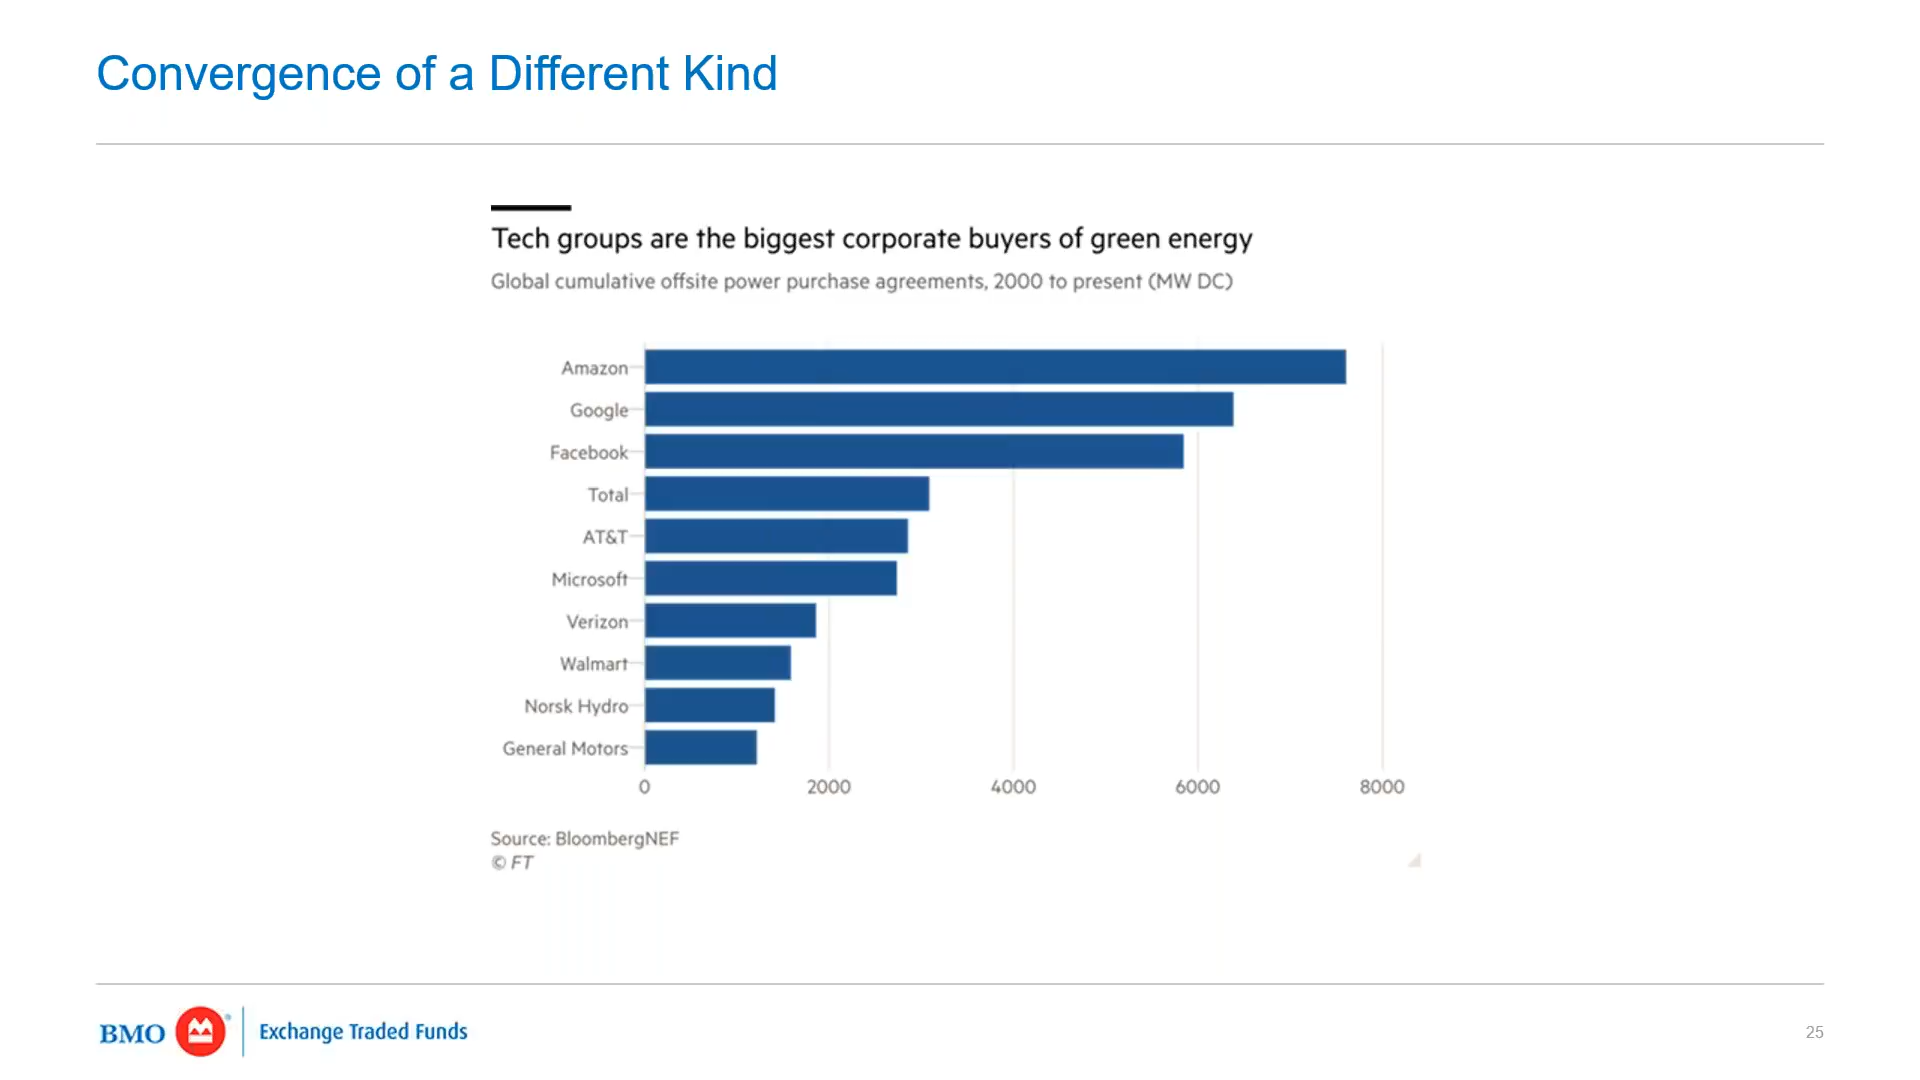 Convergence of a Different Kind
Tech groups are the biggest corporate buyers of green energy
Global cumulative offsite power purchase agreements, 2000 to present (MW DC)
Amazon
Google
Facebook
Total
AT&T
Microsoft
Verizon
Walmart
Norsk Hydro
General Motors
0 2000 4000 6000 8000
Source: BloombergNEF
© FT
BMO ® Exchange Traded Funds
25